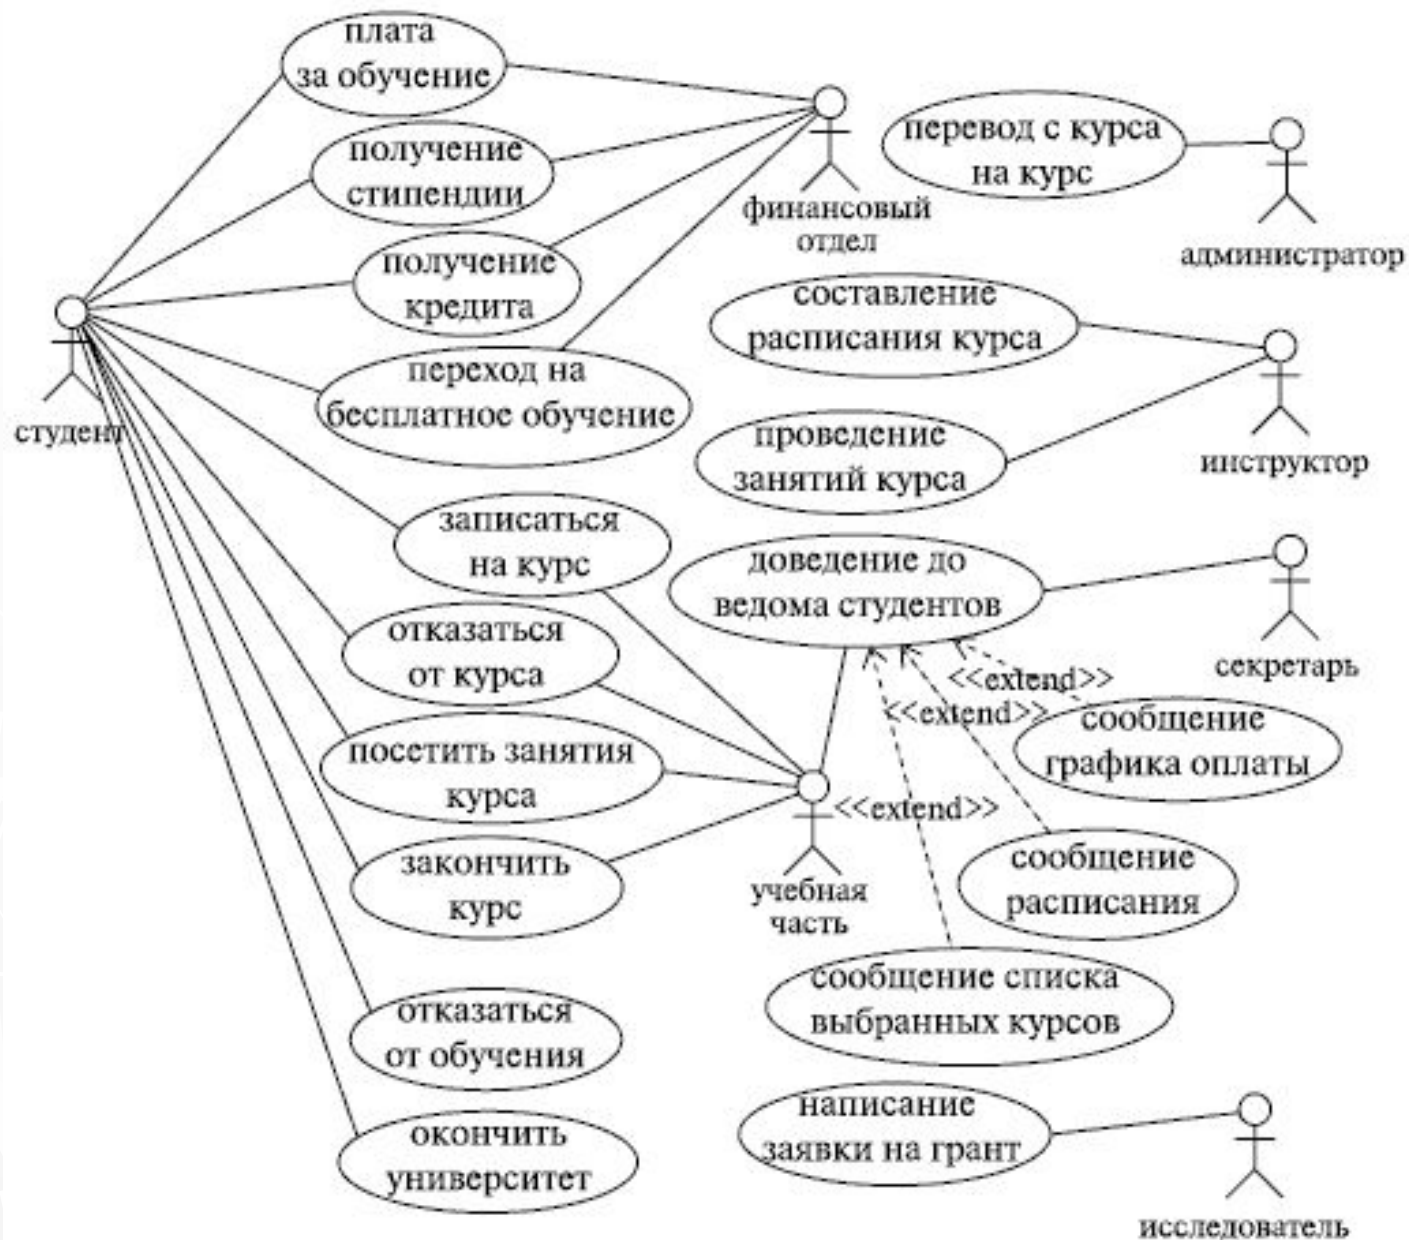 плата
за обучение
получение
стипендии
получение
кредита
переход на
бесплатное обучение
студент
финансовый
отдел
перевод с курса
на курс
администратор
составление
расписания курса
проведение
занятий курса
инструктор
записаться
на курс
отказаться
от курса
посетить занятия
курса
закончить
курс
отказаться
от обучения
окончить
университет
доведение до
ведома студентов
секретарь
<<extend>>
<<extend>>
<<extend>>
сообщение
графика оплаты
сообщение
расписания
учебная
часть
сообщение списка
выбранных курсов
написание
заявки на грант
исследователь